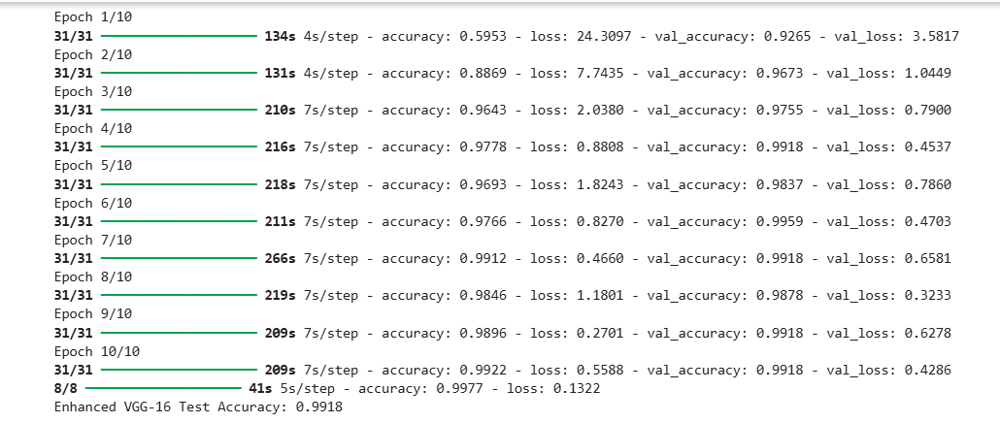 Epoch 1/10
31/31 ━━━━━━━━━━━━━━━━━━━━ 134s 4s/step - accuracy: 0.5953 - loss: 24.3097 - val_accuracy: 0.9265 - val_loss: 3.5817
Epoch 2/10
31/31 ━━━━━━━━━━━━━━━━━━━━ 131s 4s/step - accuracy: 0.8869 - loss: 7.7435 - val_accuracy: 0.9673 - val_loss: 1.0449
Epoch 3/10
31/31 ━━━━━━━━━━━━━━━━━━━━ 210s 7s/step - accuracy: 0.9643 - loss: 2.0380 - val_accuracy: 0.9755 - val_loss: 0.7900
Epoch 4/10
31/31 ━━━━━━━━━━━━━━━━━━━━ 216s 7s/step - accuracy: 0.9778 - loss: 0.8808 - val_accuracy: 0.9918 - val_loss: 0.4537
Epoch 5/10
31/31 ━━━━━━━━━━━━━━━━━━━━ 218s 7s/step - accuracy: 0.9693 - loss: 1.8243 - val_accuracy: 0.9837 - val_loss: 0.7860
Epoch 6/10
31/31 ━━━━━━━━━━━━━━━━━━━━ 211s 7s/step - accuracy: 0.9766 - loss: 0.8270 - val_accuracy: 0.9959 - val_loss: 0.4703
Epoch 7/10
31/31 ━━━━━━━━━━━━━━━━━━━━ 266s 7s/step - accuracy: 0.9912 - loss: 0.4660 - val_accuracy: 0.9918 - val_loss: 0.6581
Epoch 8/10
31/31 ━━━━━━━━━━━━━━━━━━━━ 219s 7s/step - accuracy: 0.9846 - loss: 1.1801 - val_accuracy: 0.9878 - val_loss: 0.3233
Epoch 9/10
31/31 ━━━━━━━━━━━━━━━━━━━━ 209s 7s/step - accuracy: 0.9896 - loss: 0.2701 - val_accuracy: 0.9918 - val_loss: 0.6278
Epoch 10/10
31/31 ━━━━━━━━━━━━━━━━━━━━ 209s 7s/step - accuracy: 0.9922 - loss: 0.5588 - val_accuracy: 0.9918 - val_loss: 0.4286
8/8 ━━━━━━━━━━━━━━━━━━━━ 41s 5s/step - accuracy: 0.9977 - loss: 0.1322
Enhanced VGG-16 Test Accuracy: 0.9918